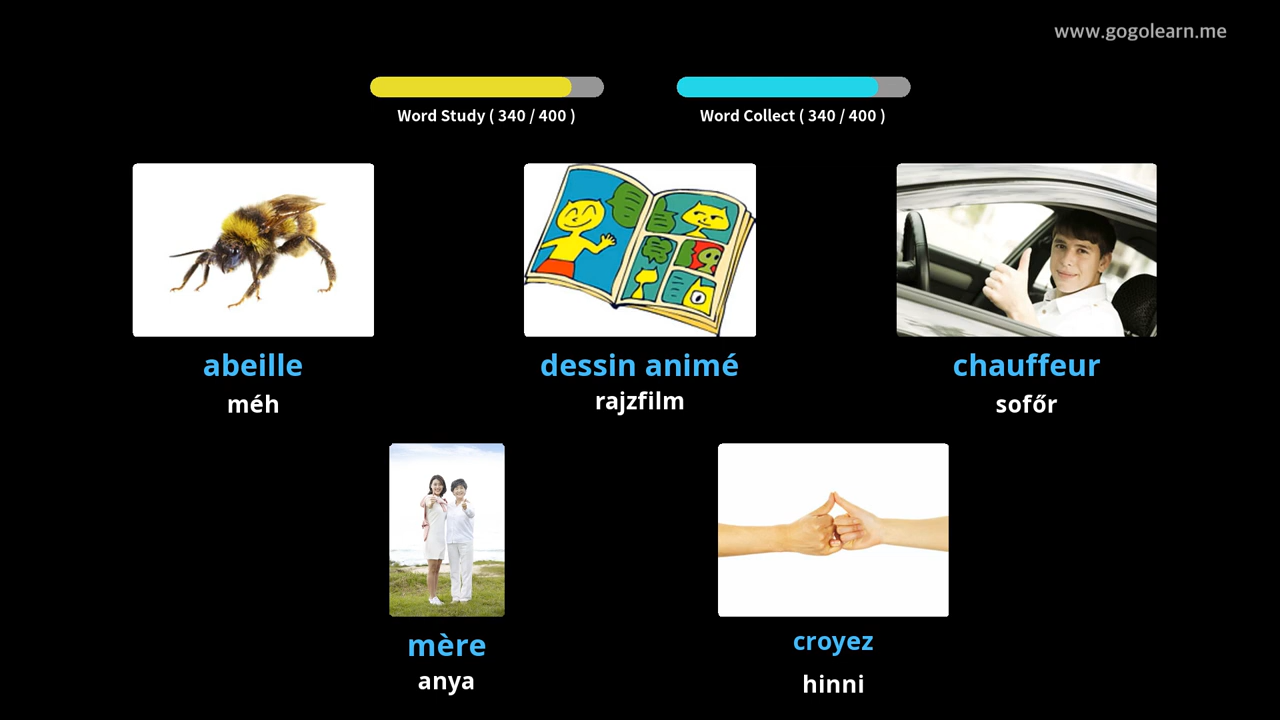 www.gogolearn.me
Word Study ( 340 / 400 )
Word Collect ( 340 / 400 )
abeille
méh
dessin animé
rajzfilm
chauffeur
sofőr
mère
anya
croyez
hinni